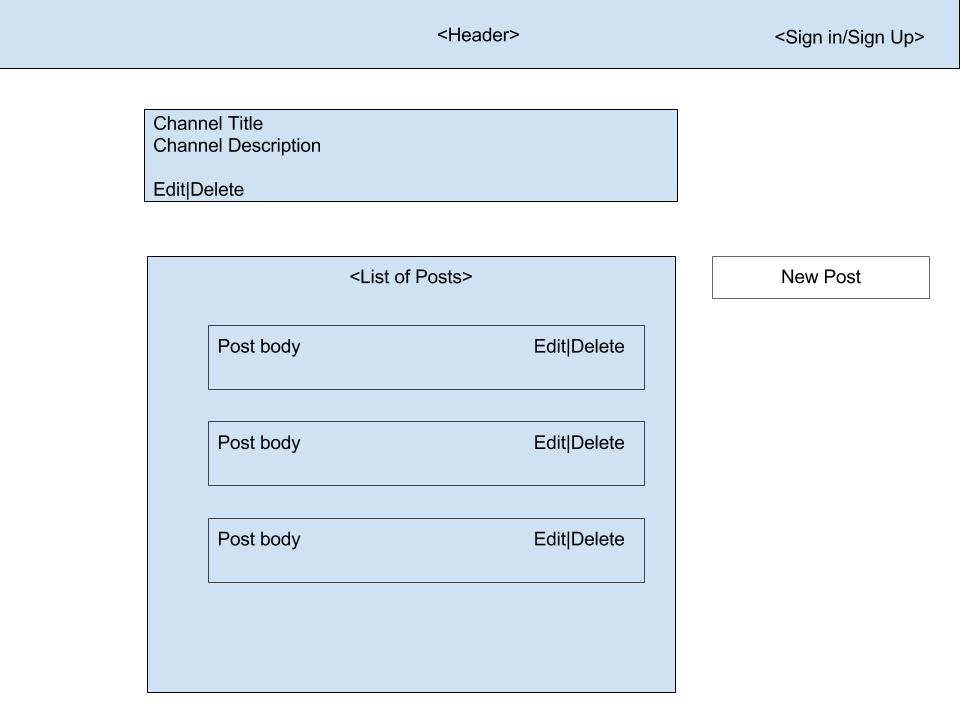 <Header>
<Sign in/Sign Up>
Channel Title
Channel Description
Edit|Delete
<List of Posts>
New Post
Post body
Edit|Delete
Post body
Edit|Delete
Post body
Edit|Delete